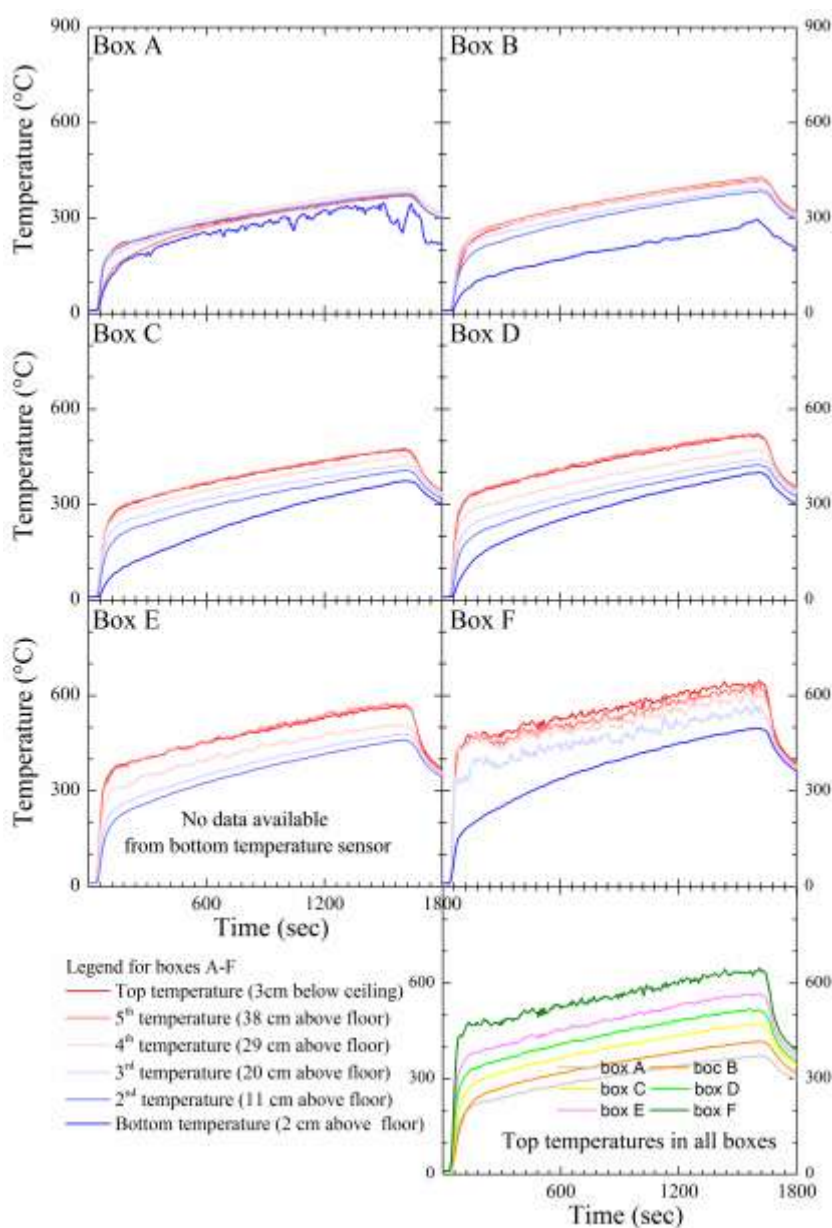 900
900
Box A
Box B
Temperature (°C)
600
600
300
300
0
0
Box C
Box D
Temperature (°C)
600
600
300
300
0
0
Box E
Box F
Temperature (°C)
600
600
300
300
No data available
from bottom temperature sensor
0
0
600
1200
1800
Time (sec)
Legend for boxes A-F
Top temperature (3cm below ceiling)
5th temperature (38 cm above floor)
4th temperature (29 cm above floor)
3rd temperature (20 cm above floor)
2nd temperature (11 cm above floor)
Bottom temperature (2 cm above floor)
600
300
box A
boc B
box C
box D
box E
box F
Top temperatures in all boxes
0
600
1200
1800
Time (sec)